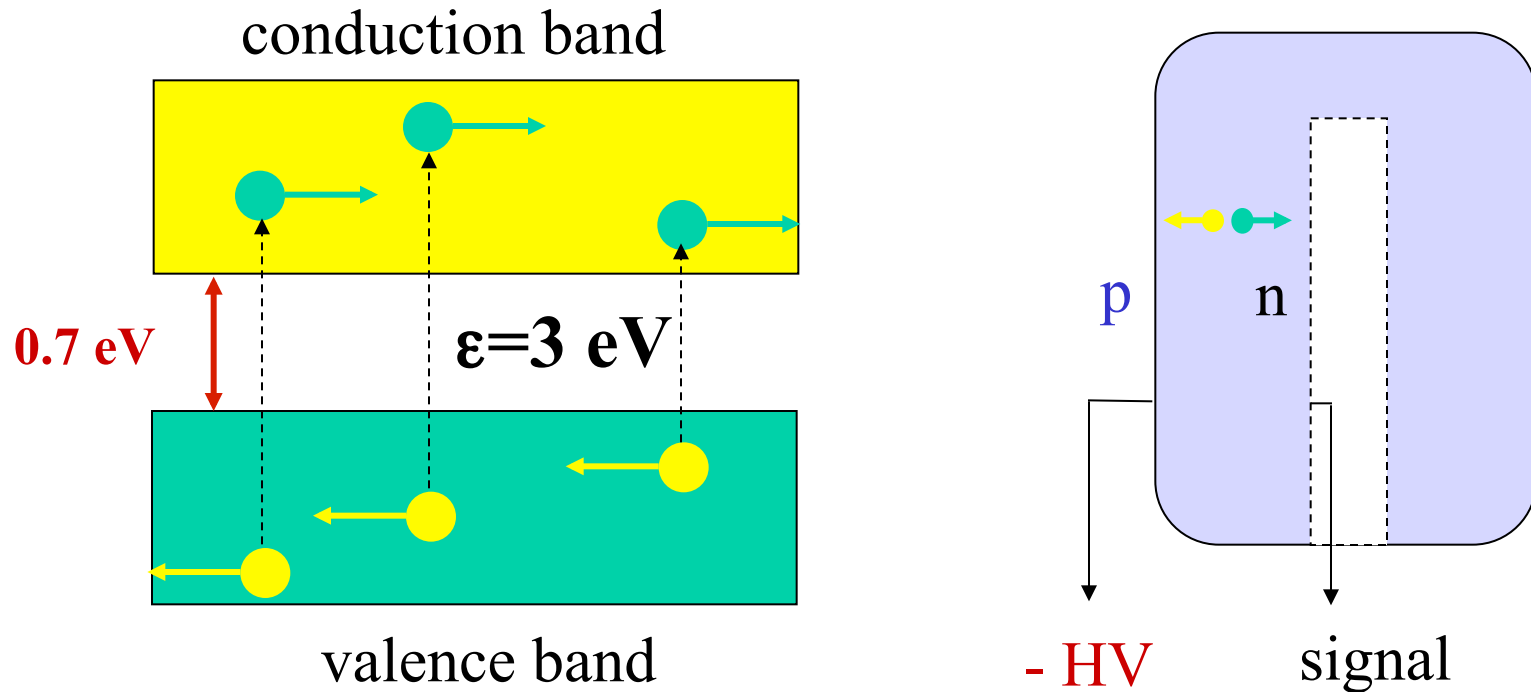 conduction band
0.7 eV
ε=3 eV
valence band
p
n
- HV
signal